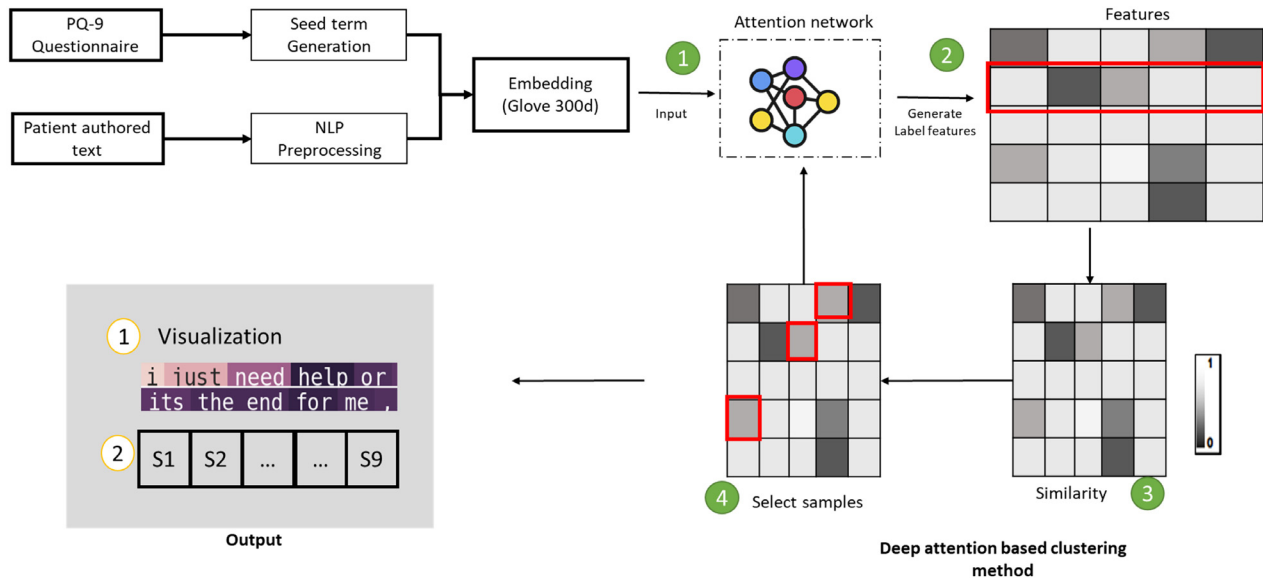 PQ-9
Questionnaire
Seed term
Generation
Patient authored
text
NLP
Preprocessing
Embedding
(Glove 300d)
1
Input
Attention network
2
Generate
Label features
Features
1
0
Similarity
3
4
Select samples
Deep attention based clustering
method
1
Visualization
i just need help or
its the end for me ,
2
S1 S2 ... ... S9
Output